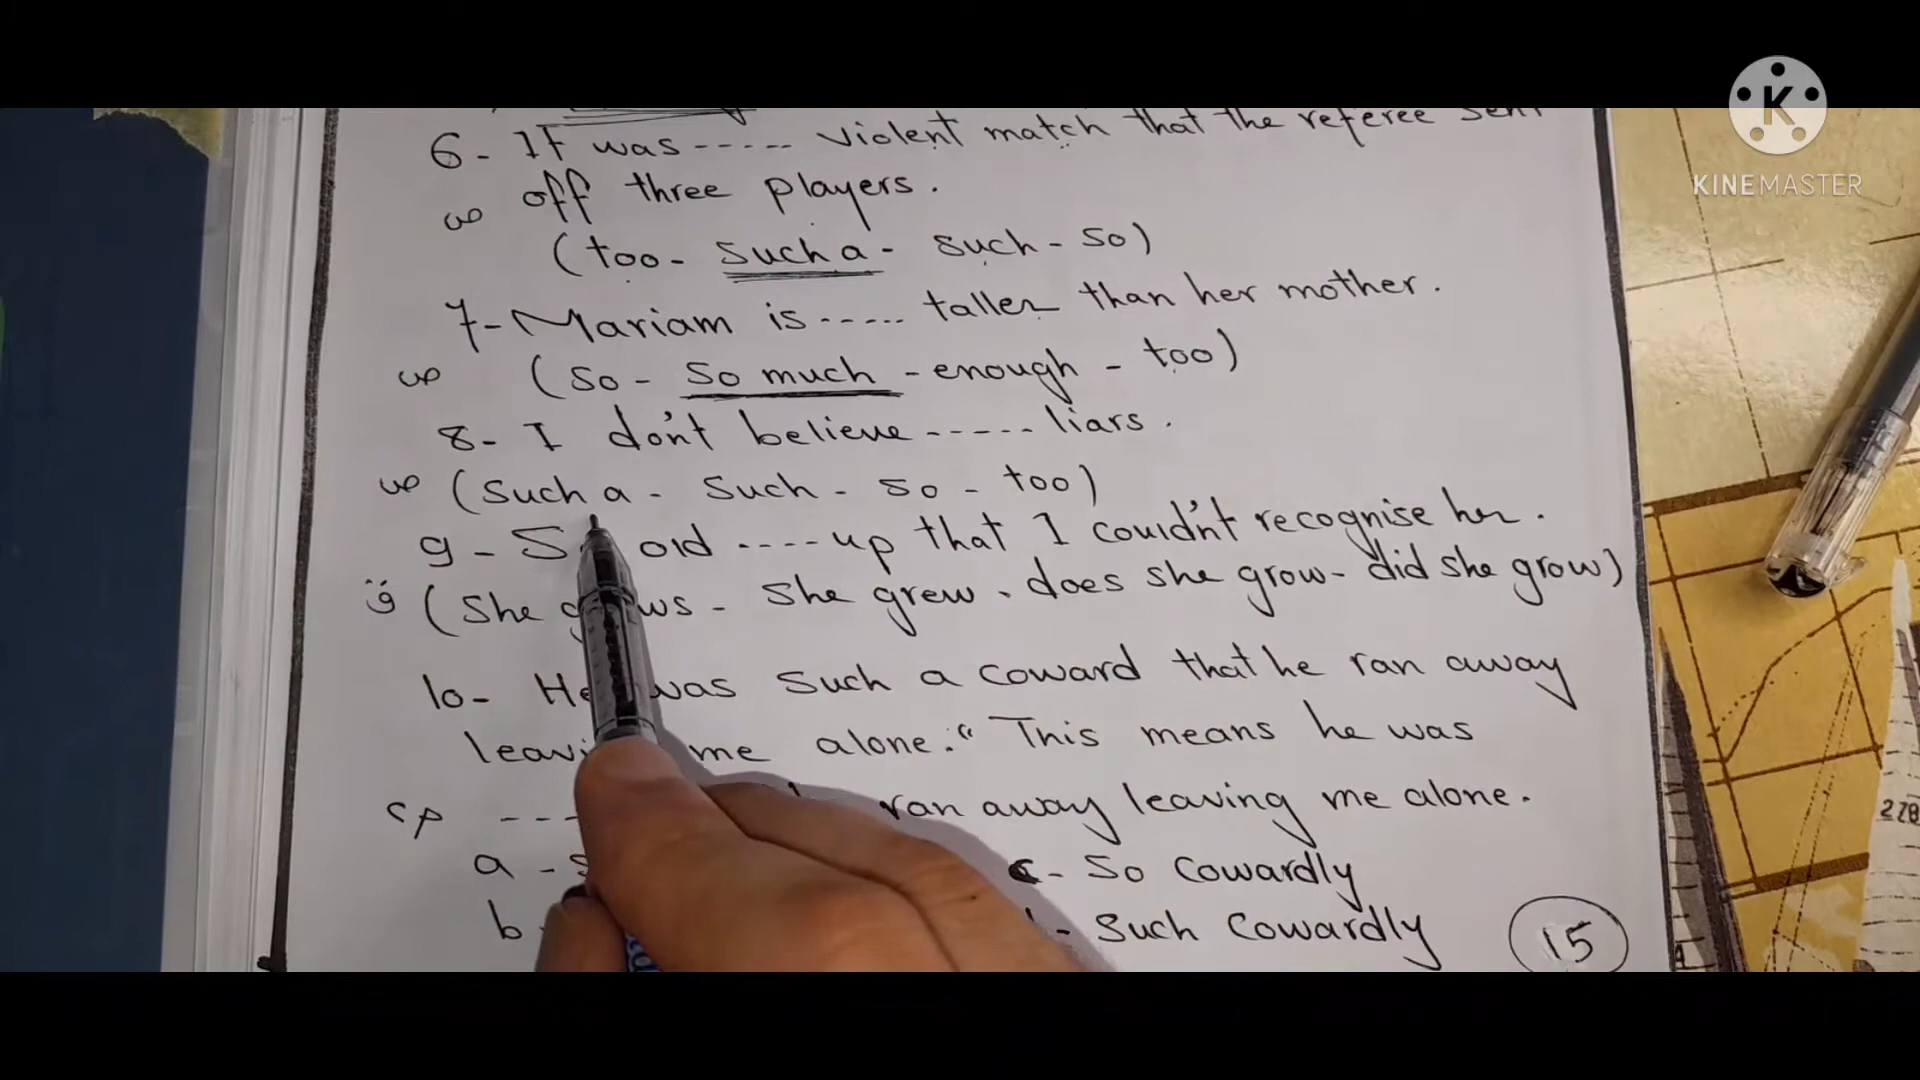 6- It was ----- violent match that the referee sent
off three players.
(too - such a - such - so)
7- Mariam is ----- taller than her mother.
(so - so much - enough - too)
8- I don't believe ----- liars.
(such a - such - so - too)
9- old ---- up that I couldn't recognise her.
(She - she grew - does she grow - did she grow)
10- He was such a coward that he ran away
me alone." This means he was
--- ran away leaving me alone.
a - c - So cowardly
b - such cowardly
15
KINEMASTER
K
278